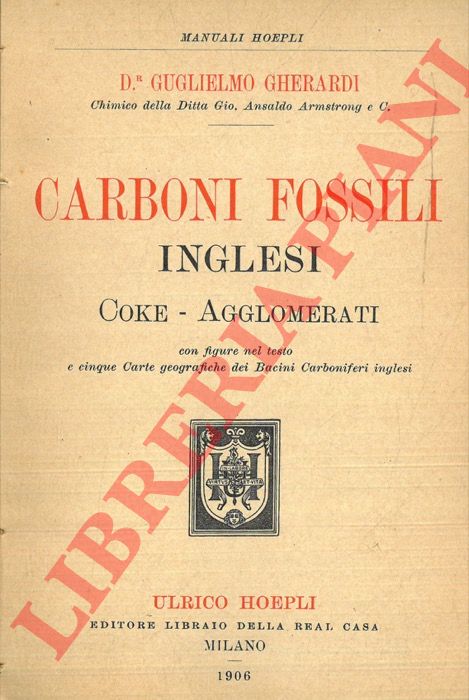 MANUALI HOEPLI
D.R GUGLIELMO GHERARDI
Chimico della Ditta Gio. Ansaldo Armstrong e C.
CARBONI FOSSILI
INGLESI
COKE - AGGLOMERATI
con figure nel testo
e cinque Carte geografiche dei Bacini Carboniferi inglesi
ULRICO HOEPLI
EDITORE LIBRAIO DELLA REAL CASA
MILANO
1906
LIBRERIA PIANI